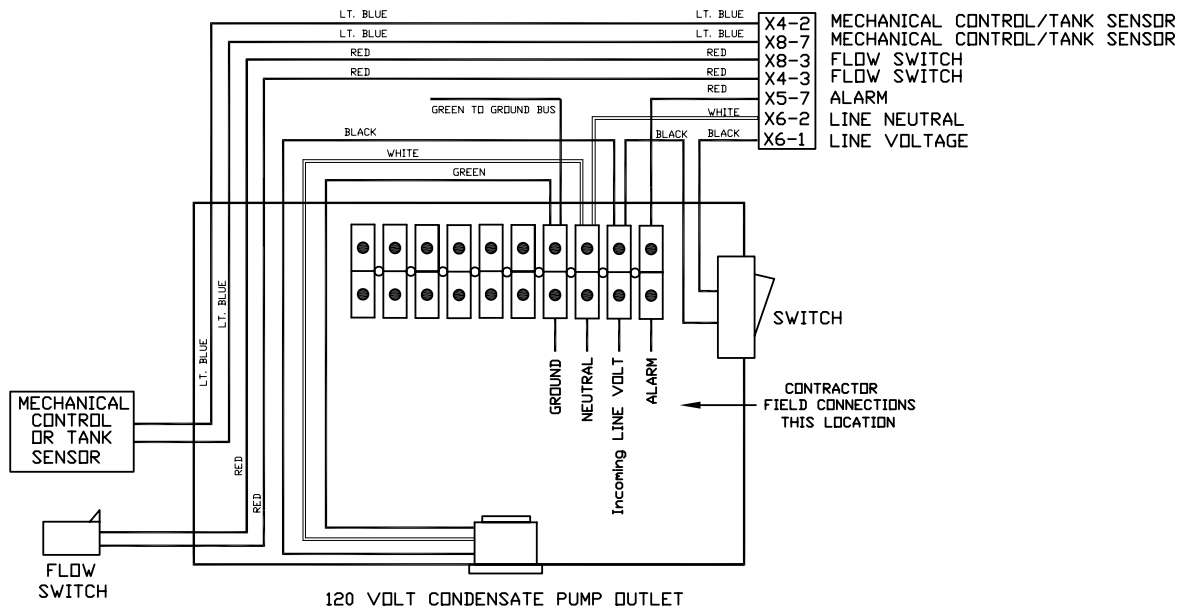 LT. BLUE
LT. BLUE
X4-2 MECHANICAL CONTROL/TANK SENSOR
LT. BLUE
LT. BLUE
X8-7 MECHANICAL CONTROL/TANK SENSOR
RED
RED
X8-3 FLOW SWITCH
RED
RED
X4-3 FLOW SWITCH
RED
X5-7 ALARM
GREEN TO GROUND BUS
WHITE
X6-2 LINE NEUTRAL
BLACK
BLACK
BLACK
X6-1 LINE VOLTAGE
WHITE
GREEN
LT. BLUE
LT. BLUE
SWITCH
GROUND
NEUTRAL
Incoming LINE VOLT
ALARM
CONTRACTOR
FIELD CONNECTIONS
THIS LOCATION
MECHANICAL
CONTROL
OR TANK
SENSOR
RED
RED
FLOW
SWITCH
120 VOLT CONDENSATE PUMP OUTLET